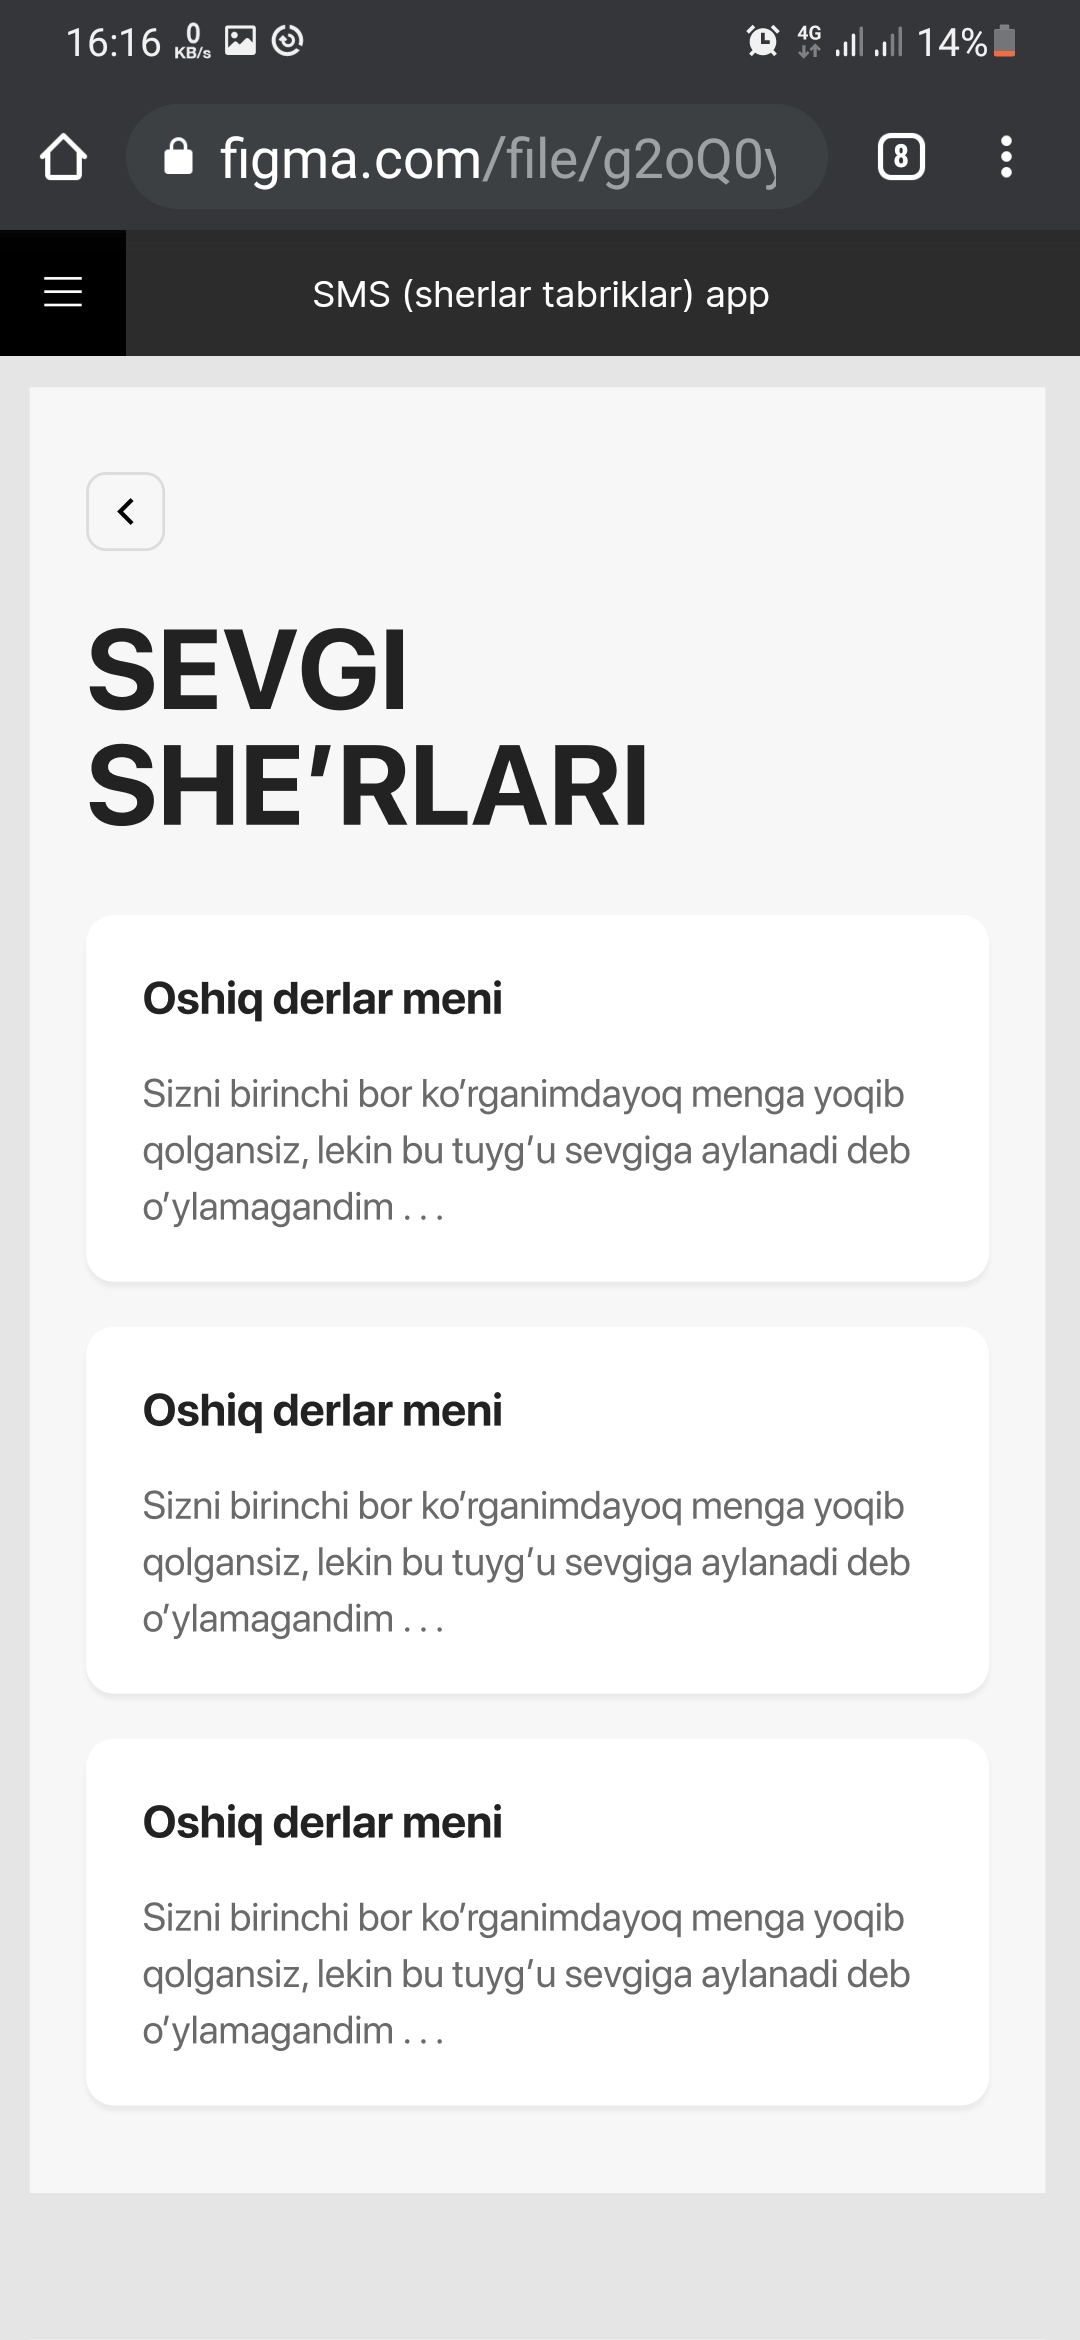 16:16 0 KB/s 4G 14%
figma.com/file/g2oQ0y 8
SMS (sherlar tabriklar) app
SEVGI
SHE’RLARI
Oshiq derlar meni
Sizni birinchi bor ko’rganimdayoq menga yoqib
qolgansiz, lekin bu tuyg’u sevgiga aylanadi deb
o’ylamagandim . . .
Oshiq derlar meni
Sizni birinchi bor ko’rganimdayoq menga yoqib
qolgansiz, lekin bu tuyg’u sevgiga aylanadi deb
o’ylamagandim . . .
Oshiq derlar meni
Sizni birinchi bor ko’rganimdayoq menga yoqib
qolgansiz, lekin bu tuyg’u sevgiga aylanadi deb
o’ylamagandim . . .